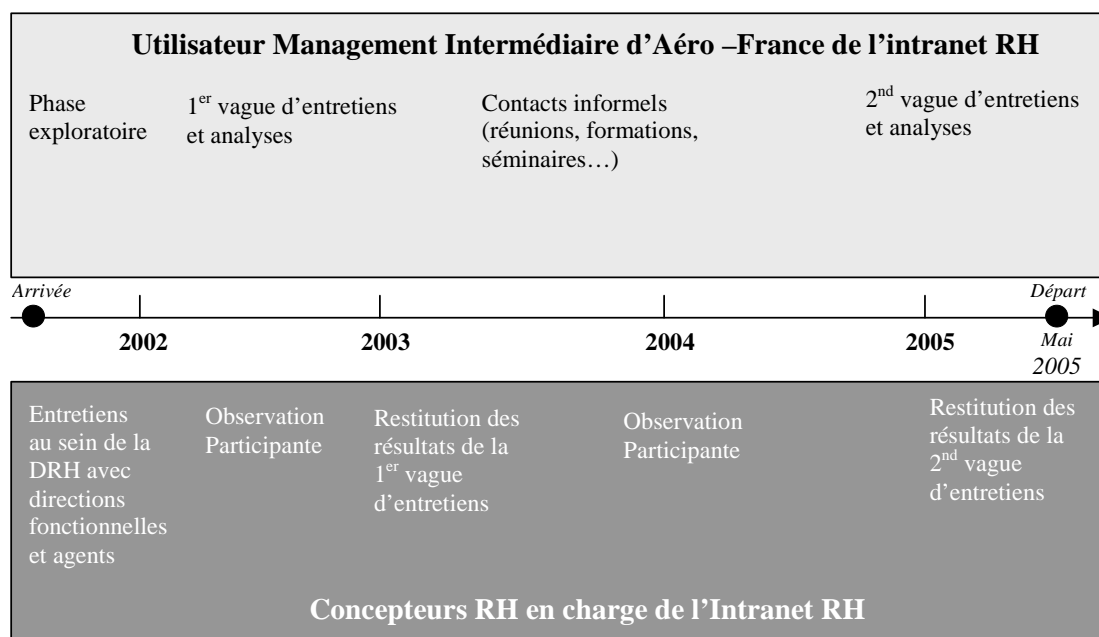 Utilisateur Management Intermédiaire d’Aéro –France de l’intranet RH
Phase
exploratoire
1er vague d’entretiens
et analyses
Contacts informels
(réunions, formations,
séminaires…)
2nd vague d’entretiens
et analyses
Arrivée
Départ
2002
2003
2004
2005
Mai
2005
Entretiens
au sein de la
DRH avec
directions
fonctionnelles
et agents
Observation
Participante
Restitution des
résultats de la
1er vague
d’entretiens
Observation
Participante
Restitution des
résultats de la
2nd vague
d’entretiens
Concepteurs RH en charge de l’Intranet RH